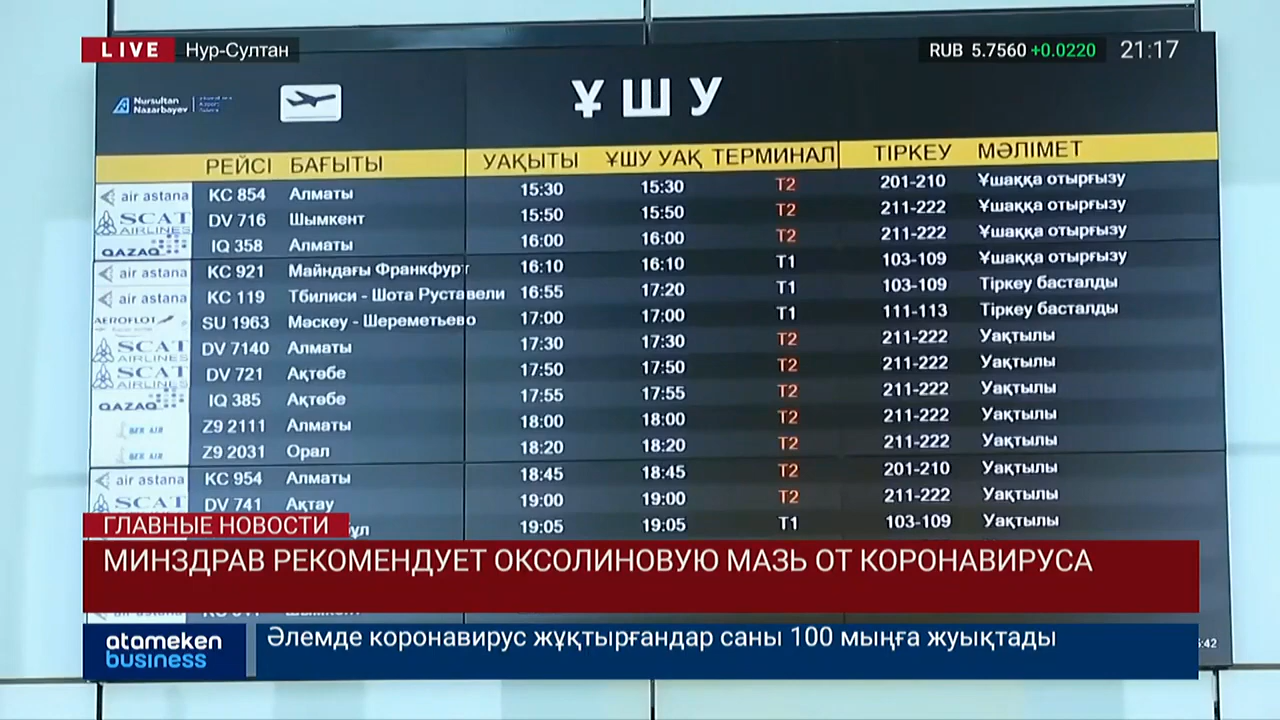 LIVE Нур-Султан RUB 5.7560 +0.0220 21:17
Nursultan
Nazarbayev
ҰШУ
РЕЙСІ БАҒЫТЫ УАҚЫТЫ ҰШУ УАҚ ТЕРМИНАЛ ТІРКЕУ МӘЛІМЕТ
air astana KC 854 Алматы 15:30 15:30 T2 201-210 Ұшаққа отырғызу
SCAT AIRLINES DV 716 Шымкент 15:50 15:50 T2 211-222 Ұшаққа отырғызу
QAZAQ IQ 358 Алматы 16:00 16:00 T2 211-222 Ұшаққа отырғызу
air astana KC 921 Майндағы Франкфурт 16:10 16:10 T1 103-109 Ұшаққа отырғызу
air astana KC 119 Тбилиси - Шота Руставели 16:55 17:20 T1 103-109 Тіркеу басталды
AEROFLOT SU 1963 Мәскеу - Шереметьево 17:00 17:00 T1 111-113 Тіркеу басталды
SCAT AIRLINES DV 7140 Алматы 17:30 17:30 T2 211-222 Уақтылы
SCAT AIRLINES DV 721 Ақтөбе 17:50 17:50 T2 211-222 Уақтылы
QAZAQ IQ 385 Ақтөбе 17:55 17:55 T2 211-222 Уақтылы
BEK AIR Z9 2111 Алматы 18:00 18:00 T2 211-222 Уақтылы
BEK AIR Z9 2031 Орал 18:20 18:20 T2 211-222 Уақтылы
air astana KC 954 Алматы 18:45 18:45 T2 201-210 Уақтылы
SCAT DV 741 Ақтау 19:00 19:00 T2 211-222 Уақтылы
19:05 19:05 T1 103-109 Уақтылы
ГЛАВНЫЕ НОВОСТИ
МИНЗДРАВ РЕКОМЕНДУЕТ ОКСОЛИНОВУЮ МАЗЬ ОТ КОРОНАВИРУСА
atameken
business
Әлемде коронавирус жұқтырғандар саны 100 мыңға жуықтады
:42